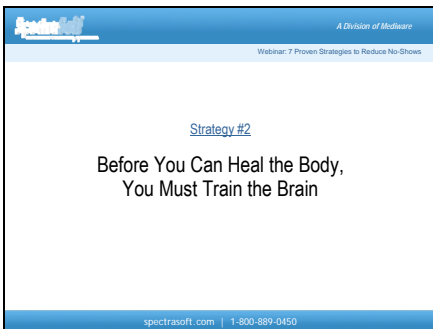 SpectraSoft
A Division of Mediware
Webinar: 7 Proven Strategies to Reduce No-Shows
Strategy #2
Before You Can Heal the Body,
You Must Train the Brain
spectrasoft.com | 1-800-889-0450